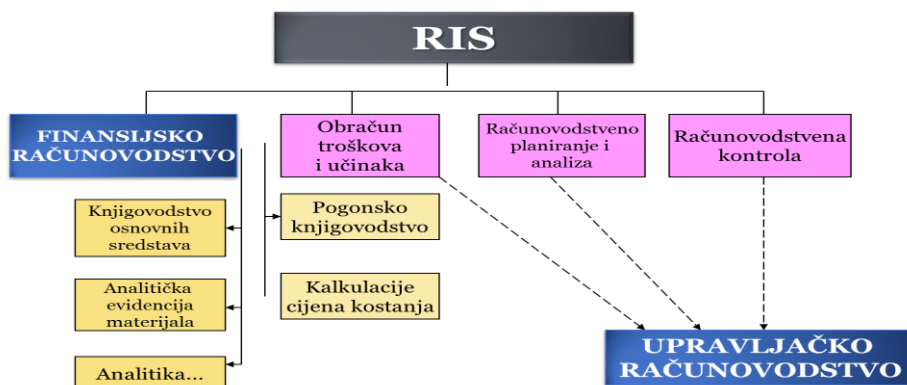 RIS
FINANSIJSKO
RAČUNOVODSTVO
Obračun
troškova
i učinaka
Računovodstveno
planiranje i
analiza
Računovodstvena
kontrola
Knjigovodstvo
osnovnih
sredstava
Pogonsko
knjigovodstvo
Analitička
evidencija
materijala
Kalkulacije
cijena kostanja
Analitika...
UPRAVLJAČKO
RAČUNOVODSTVO